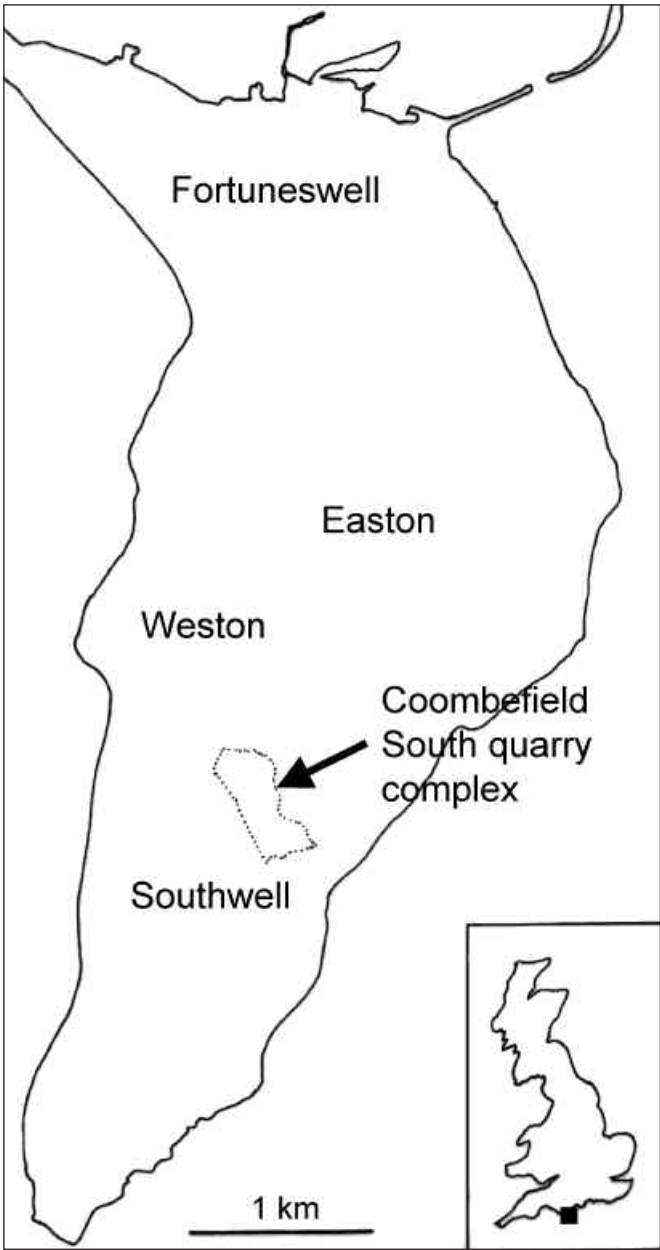 Fortuneswell
Easton
Weston
Coombefield
South quarry
complex
Southwell
1 km